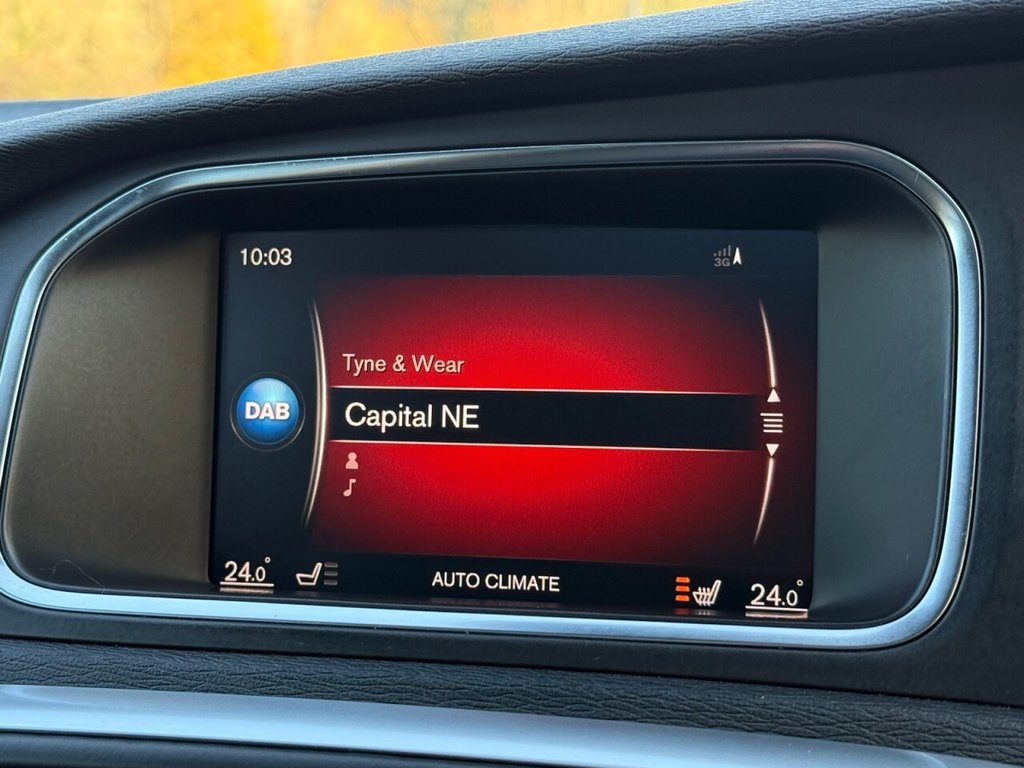 10:03
3G
Tyne & Wear
DAB
Capital NE
24.0°
AUTO CLIMATE
24.0°